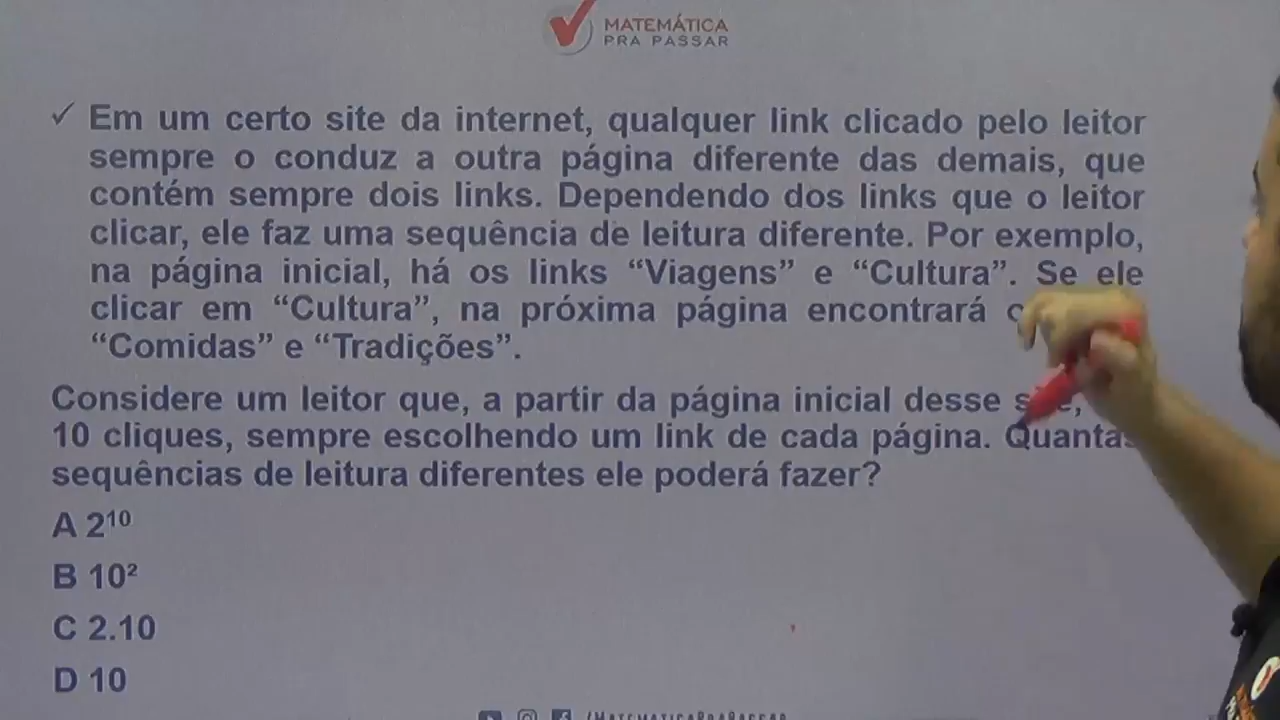 MATEMÁTICA
PRA PASSAR
✓ Em um certo site da internet, qualquer link clicado pelo leitor
sempre o conduz a outra página diferente das demais, que
contém sempre dois links. Dependendo dos links que o leitor
clicar, ele faz uma sequência de leitura diferente. Por exemplo,
na página inicial, há os links “Viagens” e “Cultura”. Se ele
clicar em “Cultura”, na próxima página encontrará
“Comidas” e “Tradições”.
Considere um leitor que, a partir da página inicial desse
10 cliques, sempre escolhendo um link de cada página. Quantas
sequências de leitura diferentes ele poderá fazer?
A 2¹⁰
B 10²
C 2.10
D 10
/MATEMATICAPRAPASSAR